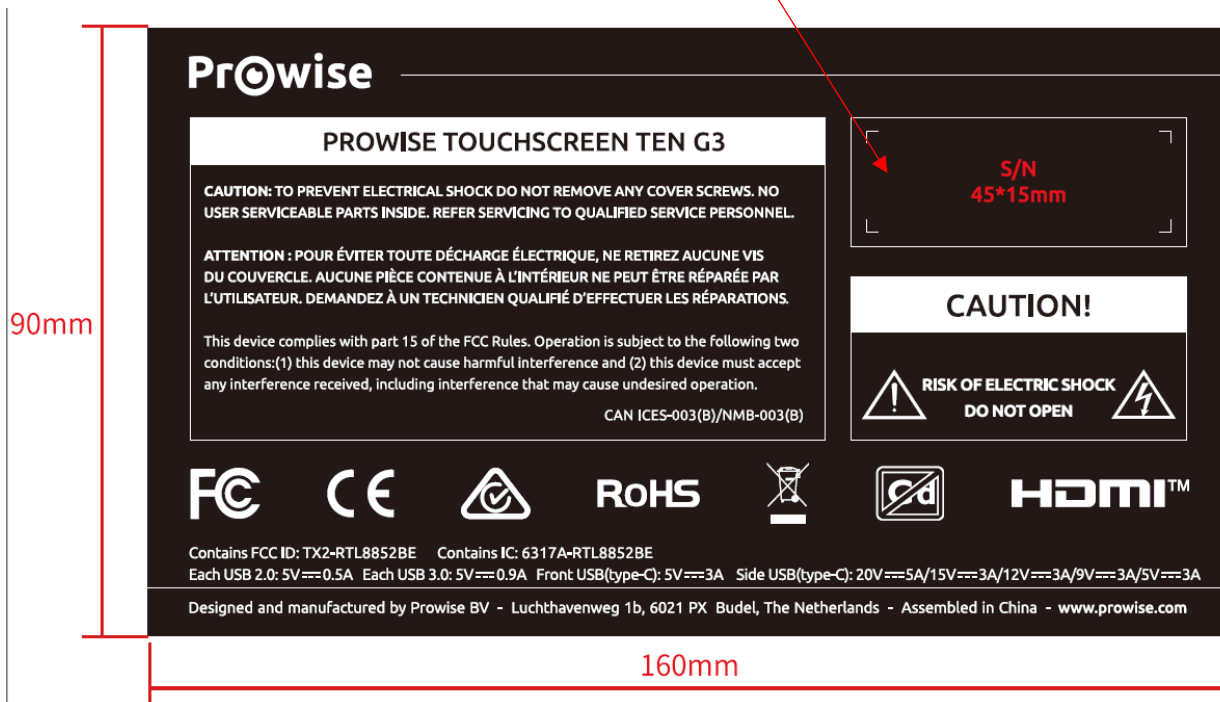 Prowise
PROWISE TOUCHSCREEN TEN G3
CAUTION: TO PREVENT ELECTRICAL SHOCK DO NOT REMOVE ANY COVER SCREWS. NO
USER SERVICEABLE PARTS INSIDE. REFER SERVICING TO QUALIFIED SERVICE PERSONNEL.
ATTENTION : POUR ÉVITER TOUTE DÉCHARGE ÉLECTRIQUE, NE RETIREZ AUCUNE VIS
DU COUVERCLE. AUCUNE PIÈCE CONTENUE À L'INTÉRIEUR NE PEUT ÊTRE RÉPARÉE PAR
L'UTILISATEUR. DEMANDEZ À UN TECHNICIEN QUALIFIÉ D'EFFECTUER LES RÉPARATIONS.
This device complies with part 15 of the FCC Rules. Operation is subject to the following two
conditions:(1) this device may not cause harmful interference and (2) this device must accept
any interference received, including interference that may cause undesired operation.
CAN ICES-003(B)/NMB-003(B)
S/N
45*15mm
CAUTION!
RISK OF ELECTRIC SHOCK
DO NOT OPEN
90mm
FC CE RoHS Cd HDMI™
Contains FCC ID: TX2-RTL8852BE Contains IC: 6317A-RTL8852BE
Each USB 2.0: 5V⎓0.5A Each USB 3.0: 5V⎓0.9A Front USB(type-C): 5V⎓3A Side USB(type-C): 20V⎓5A/15V⎓3A/12V⎓3A/9V⎓3A/5V⎓3A
Designed and manufactured by Prowise BV - Luchthavenweg 1b, 6021 PX Budel, The Netherlands - Assembled in China - www.prowise.com
160mm